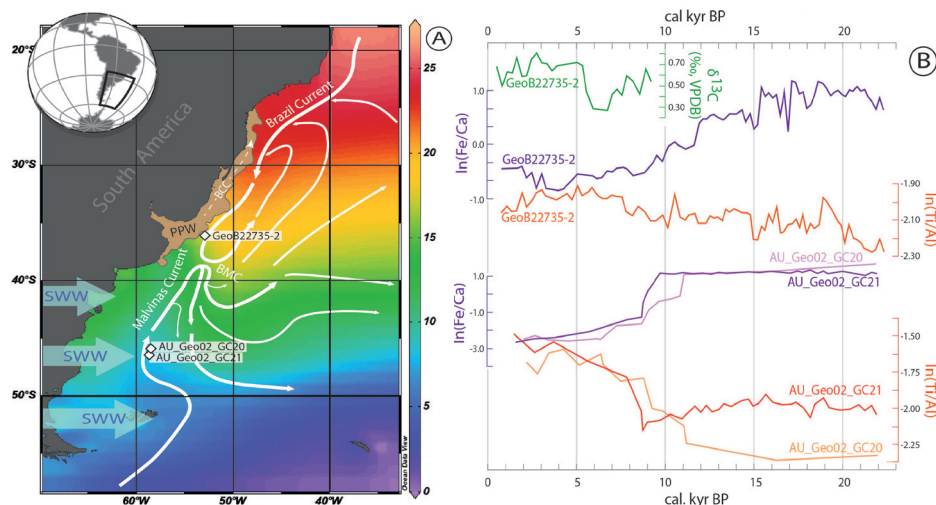 A
South America
Brazil Current
BCC
PPW
GeoB22735-2
BMC
Malvinas Current
SWW
SWW
SWW
AU_Geo02_GC20
AU_Geo02_GC21
20°S
30°S
40°S
50°S
60°W
50°W
40°W
25
20
15
10
5
0
Ocean Data View
B
cal kyr BP
0 5 10 15 20
GeoB22735-2
0.70
0.50
0.30
δ13C
(‰, VPDB)
ln(Fe/Ca)
1.0
0.0
-1.0
GeoB22735-2
GeoB22735-2
-1.90
-2.10
-2.30
ln(Ti/Al)
ln(Fe/Ca)
1.0
-1.0
-3.0
AU_Geo02_GC20
AU_Geo02_GC21
-1.50
-1.75
-2.00
-2.25
ln(Ti/Al)
AU_Geo02_GC21
AU_Geo02_GC20
0 5 10 15 20
cal. kyr BP